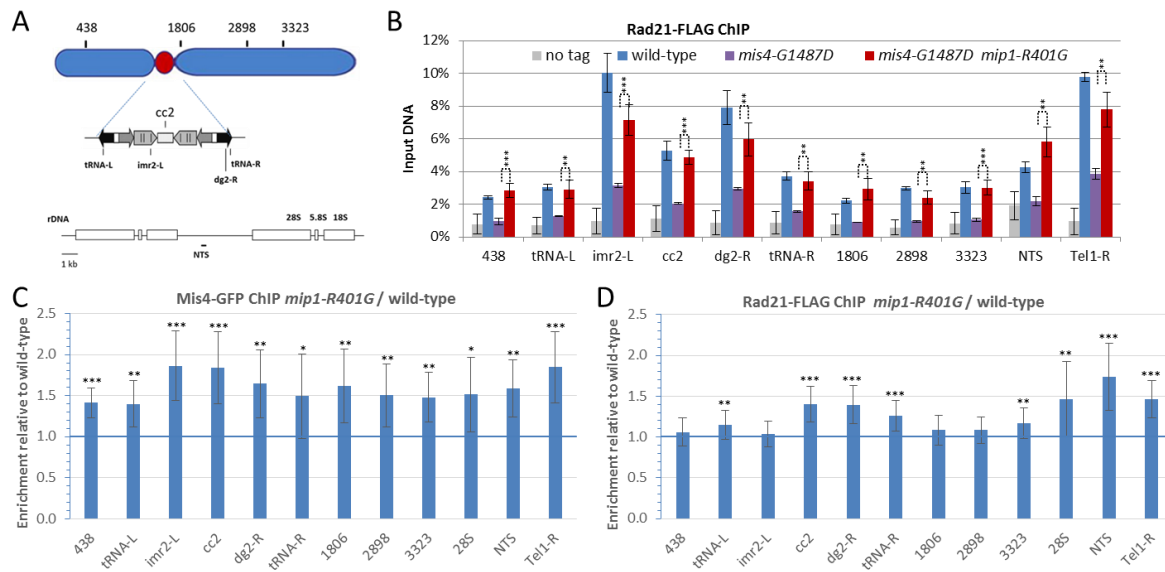 A
438 1806 2898 3323
cc2
tRNA-L imr2-L tRNA-R
dg2-R
rDNA 28S 5.8S 18S
1 kb NTS
B
Rad21-FLAG ChIP
no tag wild-type mis4-G1487D mis4-G1487D mip1-R401G
Input DNA
12%
10%
8%
6%
4%
2%
0%
*** ** *** *** ** ** ** ** *** ** **
438 tRNA-L imr2-L cc2 dg2-R tRNA-R 1806 2898 3323 NTS Tel1-R
C
Mis4-GFP ChIP mip1-R401G / wild-type
Enrichment relative to wild-type
2.5
2.0
1.5
1.0
0.5
0.0
*** ** *** *** ** * ** ** ** * ** ***
438 tRNA-L imr2-L cc2 dg2-R tRNA-R 1806 2898 3323 28S NTS Tel1-R
D
Rad21-FLAG ChIP mip1-R401G / wild-type
Enrichment relative to wild-type
2.5
2.0
1.5
1.0
0.5
0.0
** *** *** *** ** ** *** ***
438 tRNA-L imr2-L cc2 dg2-R tRNA-R 1806 2898 3323 28S NTS Tel1-R